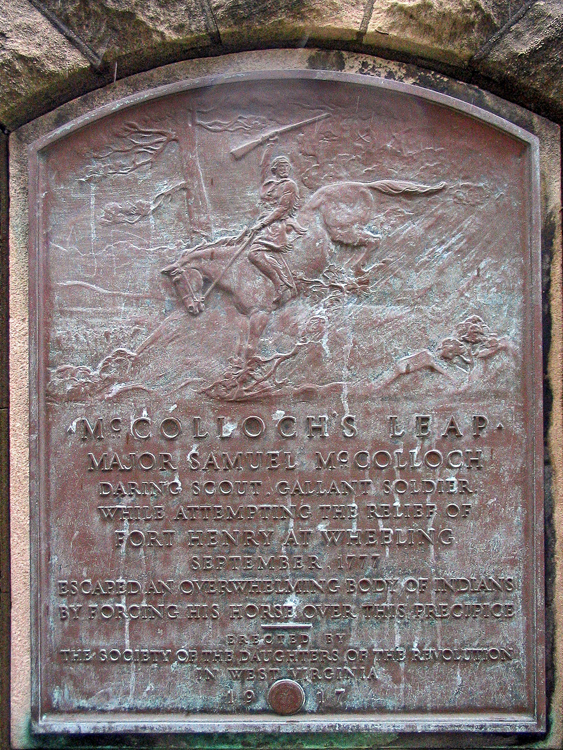 ·McCOLLOCH'S LEAP·
MAJOR SAMUEL McCOLLOCH
DARING SCOUT, GALLANT SOLDIER,
WHILE ATTEMPTING THE RELIEF OF
FORT HENRY AT WHEELING
SEPTEMBER 1777
ESCAPED AN OVERWHELMING BODY OF INDIANS
BY FORCING HIS HORSE OVER THIS PRECIPICE
ERECTED BY
THE SOCIETY OF THE DAUGHTERS OF THE REVOLUTION
IN WEST VIRGINIA
1917